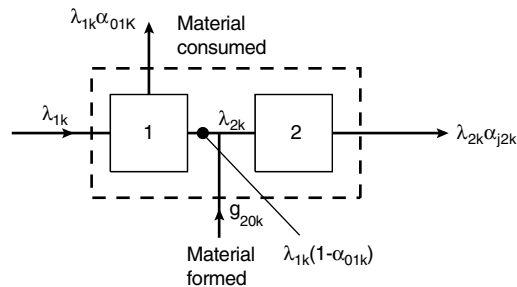 λ1kα01K
Material
consumed
λ1k
1
λ2k
2
λ2kαj2k
g20k
Material
formed
λ1k(1-α01k)